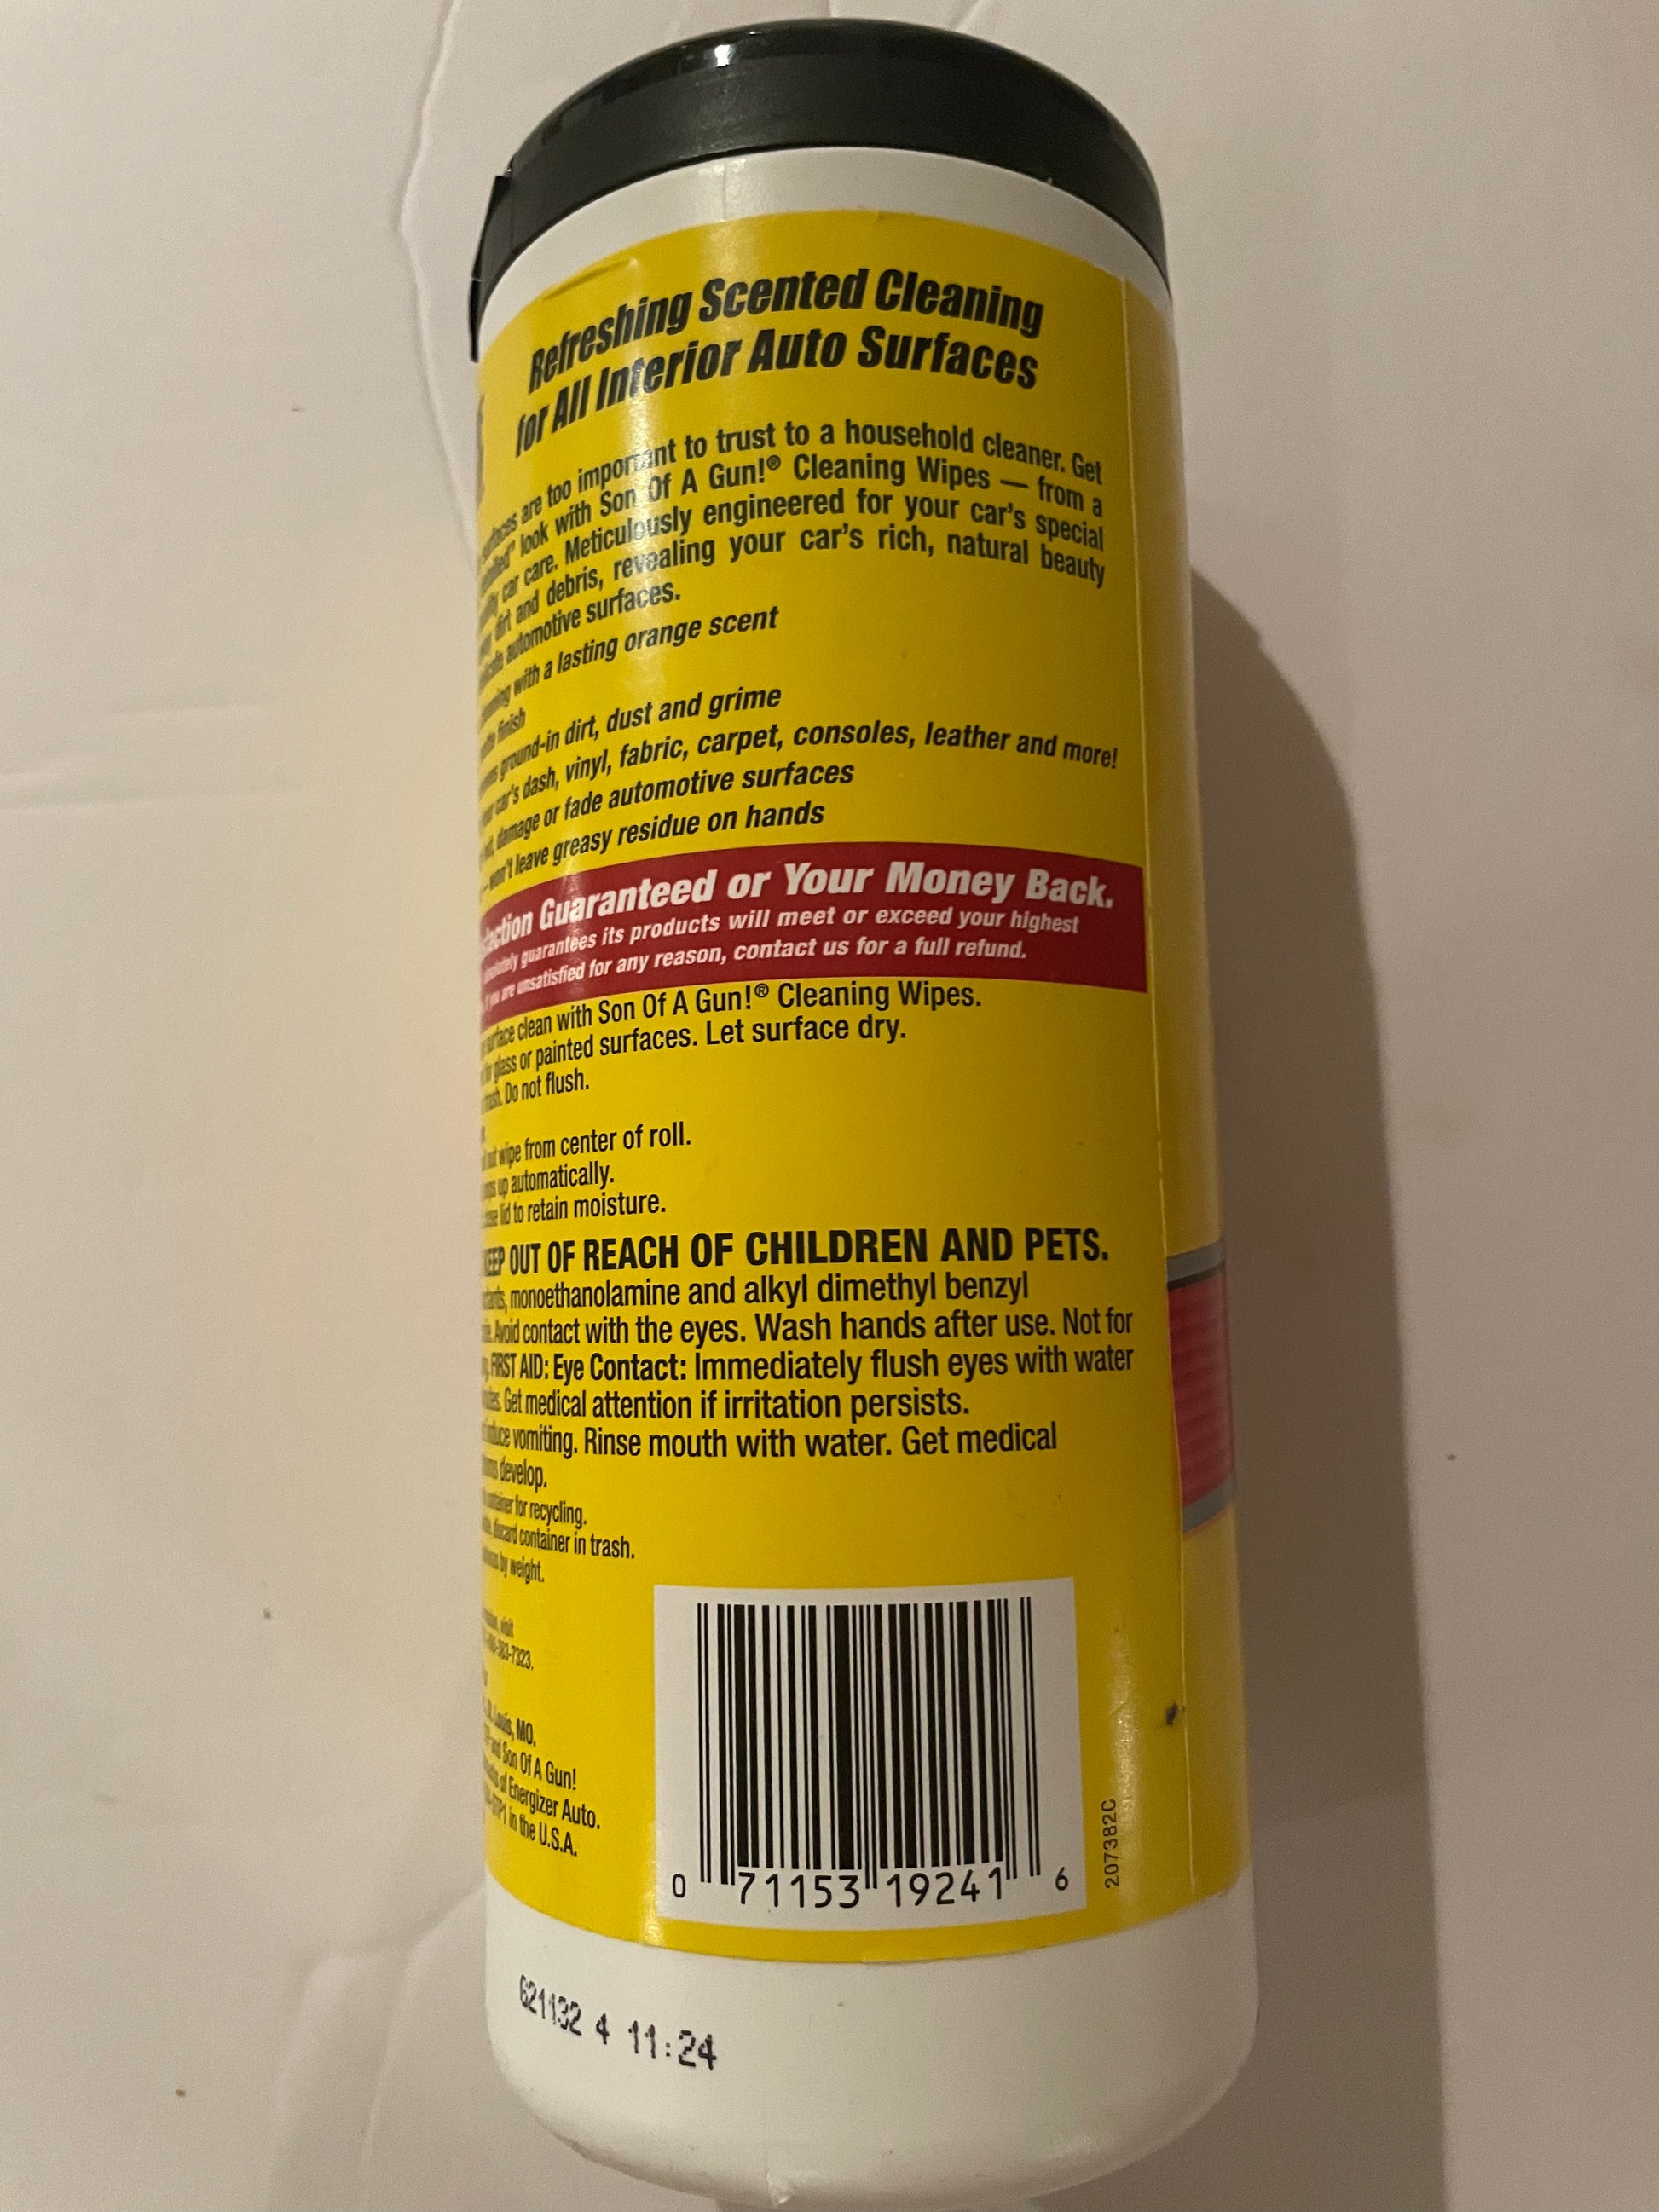 Refreshing Scented Cleaning
for All Interior Auto Surfaces
are too important to trust to a household cleaner. Get
look with Son Of A Gun!® Cleaning Wipes — from a
car care. Meticulously engineered for your car's special
dirt and debris, revealing your car's rich, natural beauty
automotive surfaces.
with a lasting orange scent
finish
ground-in dirt, dust and grime
car's dash, vinyl, fabric, carpet, consoles, leather and more!
damage or fade automotive surfaces
– won't leave greasy residue on hands
Guaranteed or Your Money Back.
guarantees its products will meet or exceed your highest
If you are unsatisfied for any reason, contact us for a full refund.
surface clean with Son Of A Gun!® Cleaning Wipes.
glass or painted surfaces. Let surface dry.
Do not flush.
wipe from center of roll.
up automatically.
lid to retain moisture.
KEEP OUT OF REACH OF CHILDREN AND PETS.
monoethanolamine and alkyl dimethyl benzyl
Avoid contact with the eyes. Wash hands after use. Not for
FIRST AID: Eye Contact: Immediately flush eyes with water
Get medical attention if irritation persists.
vomiting. Rinse mouth with water. Get medical
develop.
container for recycling.
discard container in trash.
by weight.
visit
-383-7323.
Louis, MO.
and Son Of A Gun!
of Energizer Auto.
in the U.S.A.
0 71153 19241 6
207382C
G21132 4 11:24